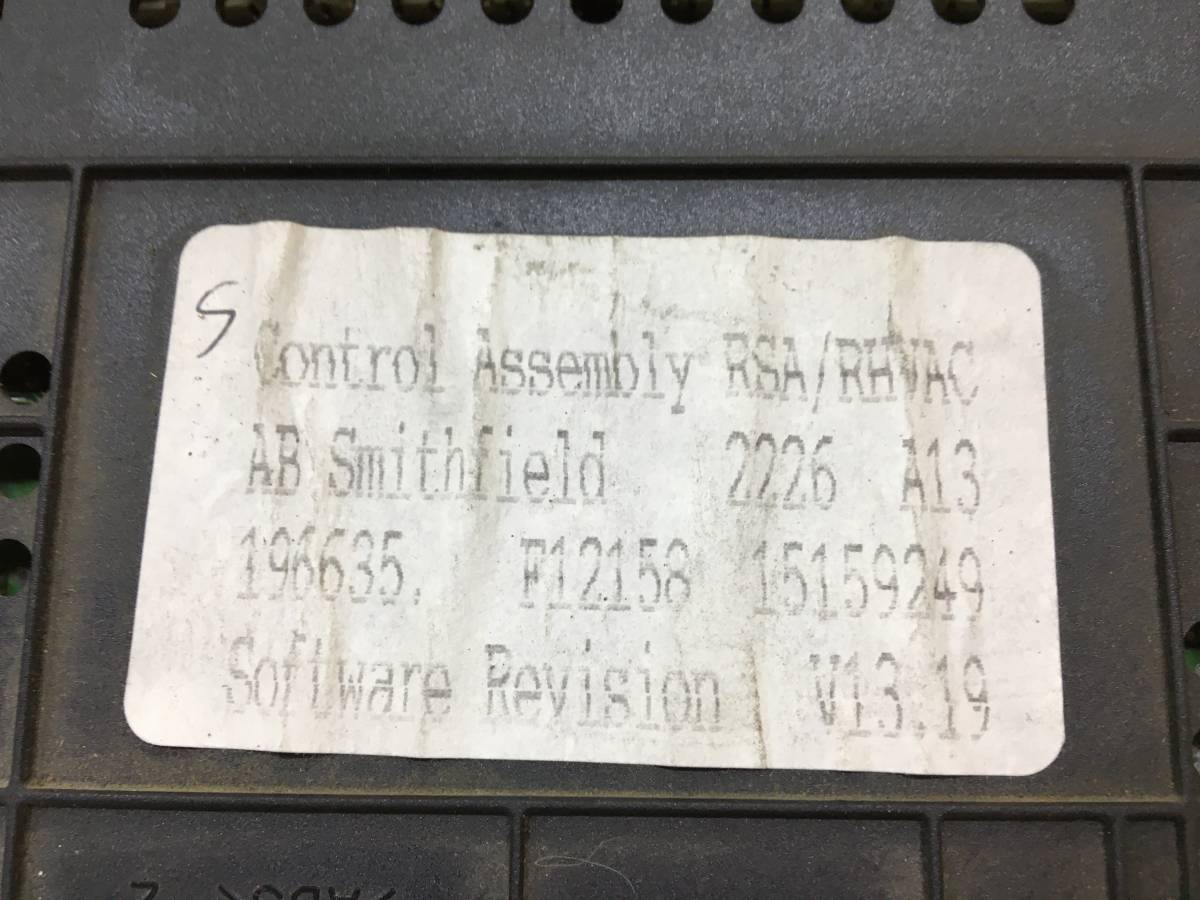 S
Control Assembly RSA/RHVAC
AB Smithfield 2226 A13
196635. F12158 15159249
Software Revision V13.19